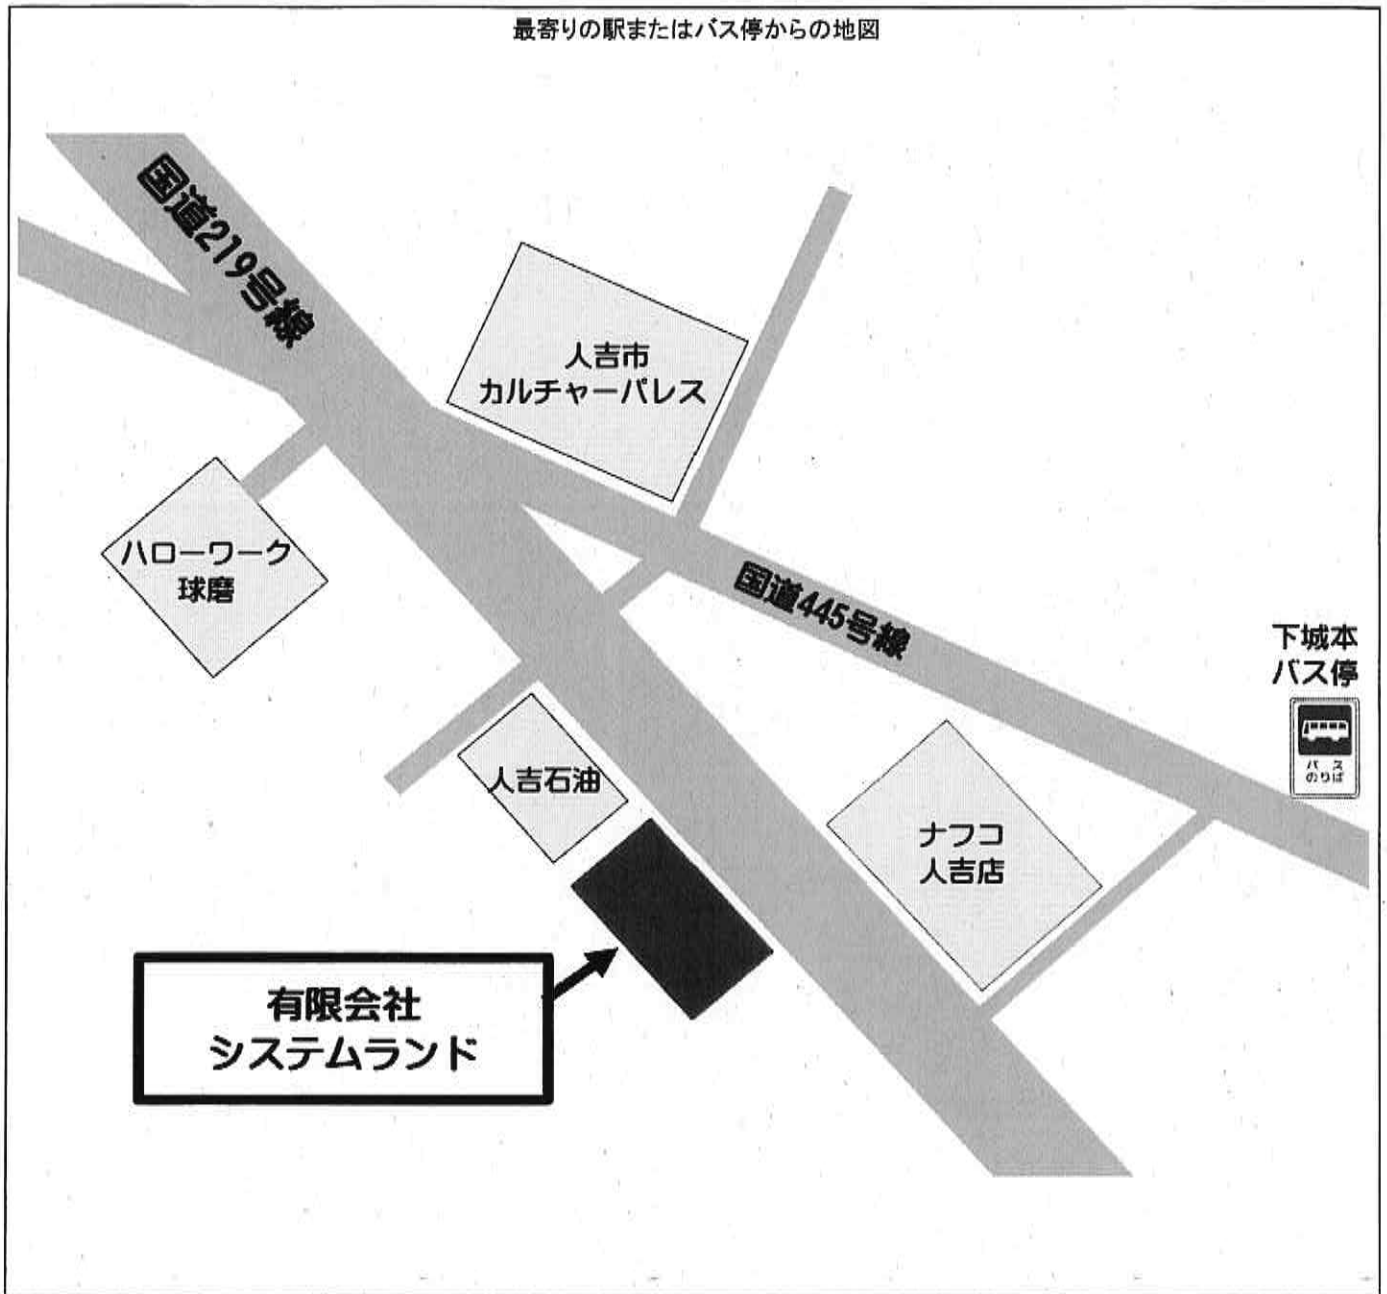 最寄りの駅またはバス停からの地図
国道219号線
人吉市
カルチャーパレス
ハローワーク
球磨
国道445号線
下城本
バス停
バス
のりば
人吉石油
ナフコ
人吉店
有限会社
システムランド